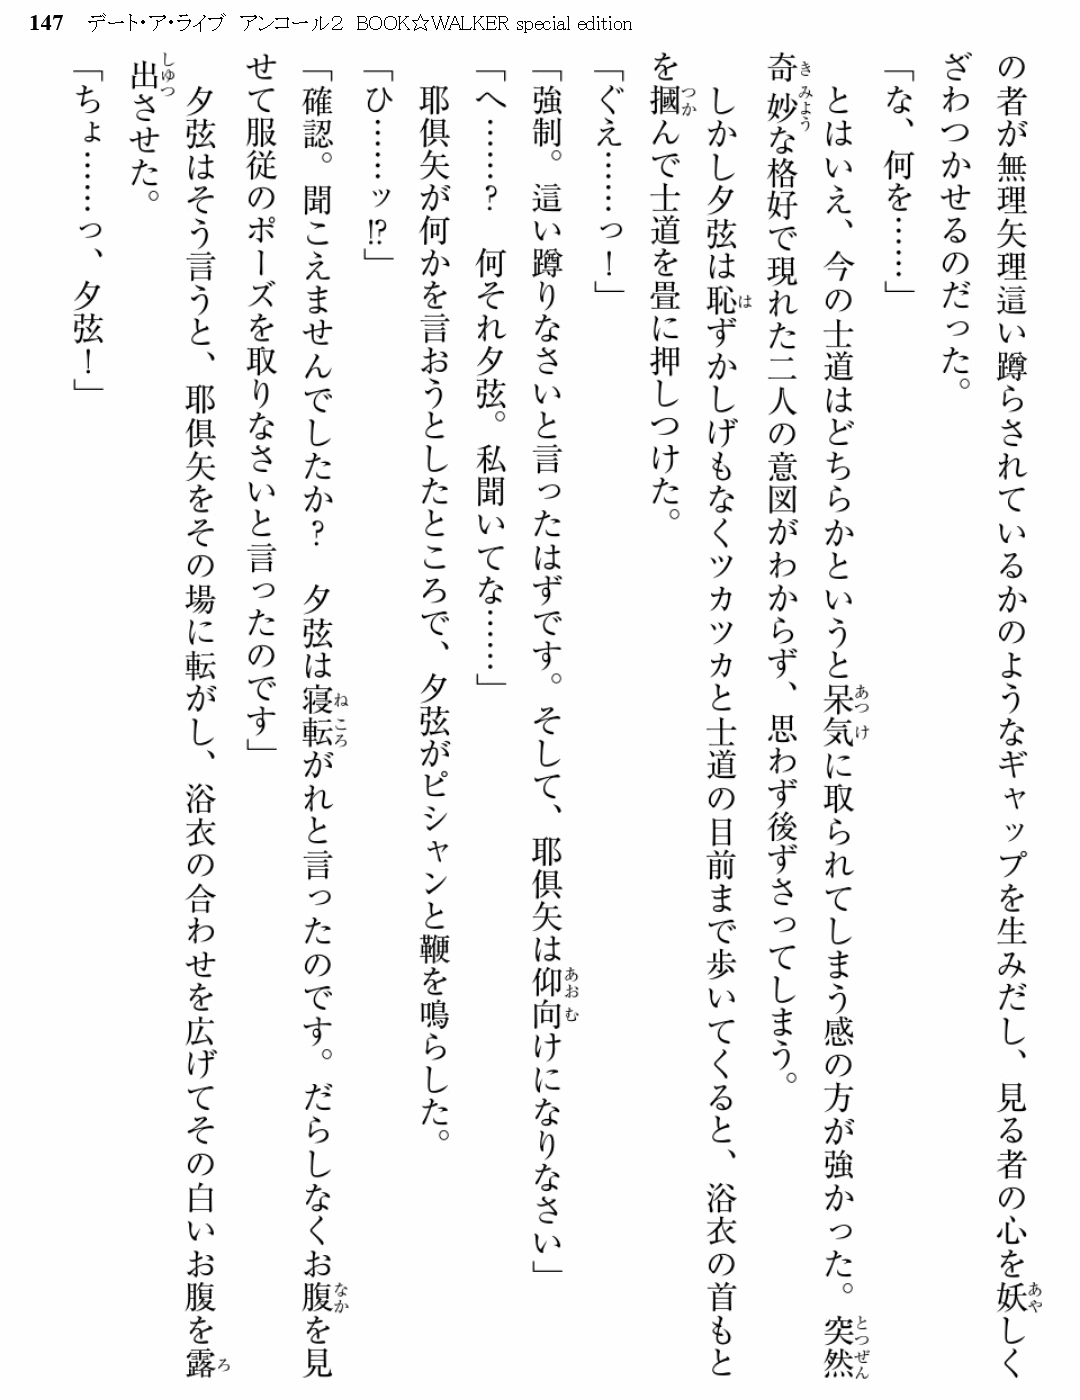 147 デート・ア・ライブ アンコール2 BOOK☆WALKER special edition
の者が無理矢理這い蹲らされているかのようなギャップを生みだし、見る者の心を妖しく
ざわつかせるのだった。
「な、何を……」
とはいえ、今の士道はどちらかというと呆気に取られてしまう感の方が強かった。突然
奇妙な格好で現れた二人の意図がわからず、思わず後ずさってしまう。
しかし夕弦は恥ずかしげもなくツカツカと士道の目前まで歩いてくると、浴衣の首もと
を摑んで士道を畳に押しつけた。
「ぐえ……っ！」
「強制。這い蹲りなさいと言ったはずです。そして、耶倶矢は仰向けになりなさい」
「へ……？　何それ夕弦。私聞いてな……」
耶倶矢が何かを言おうとしたところで、夕弦がピシャンと鞭を鳴らした。
「ひ……ッ!?」
「確認。聞こえませんでしたか？　夕弦は寝転がれと言ったのです。だらしなくお腹を見
せて服従のポーズを取りなさいと言ったのです」
夕弦はそう言うと、耶倶矢をその場に転がし、浴衣の合わせを広げてその白いお腹を露
出させた。
「ちょ……っ、夕弦！」